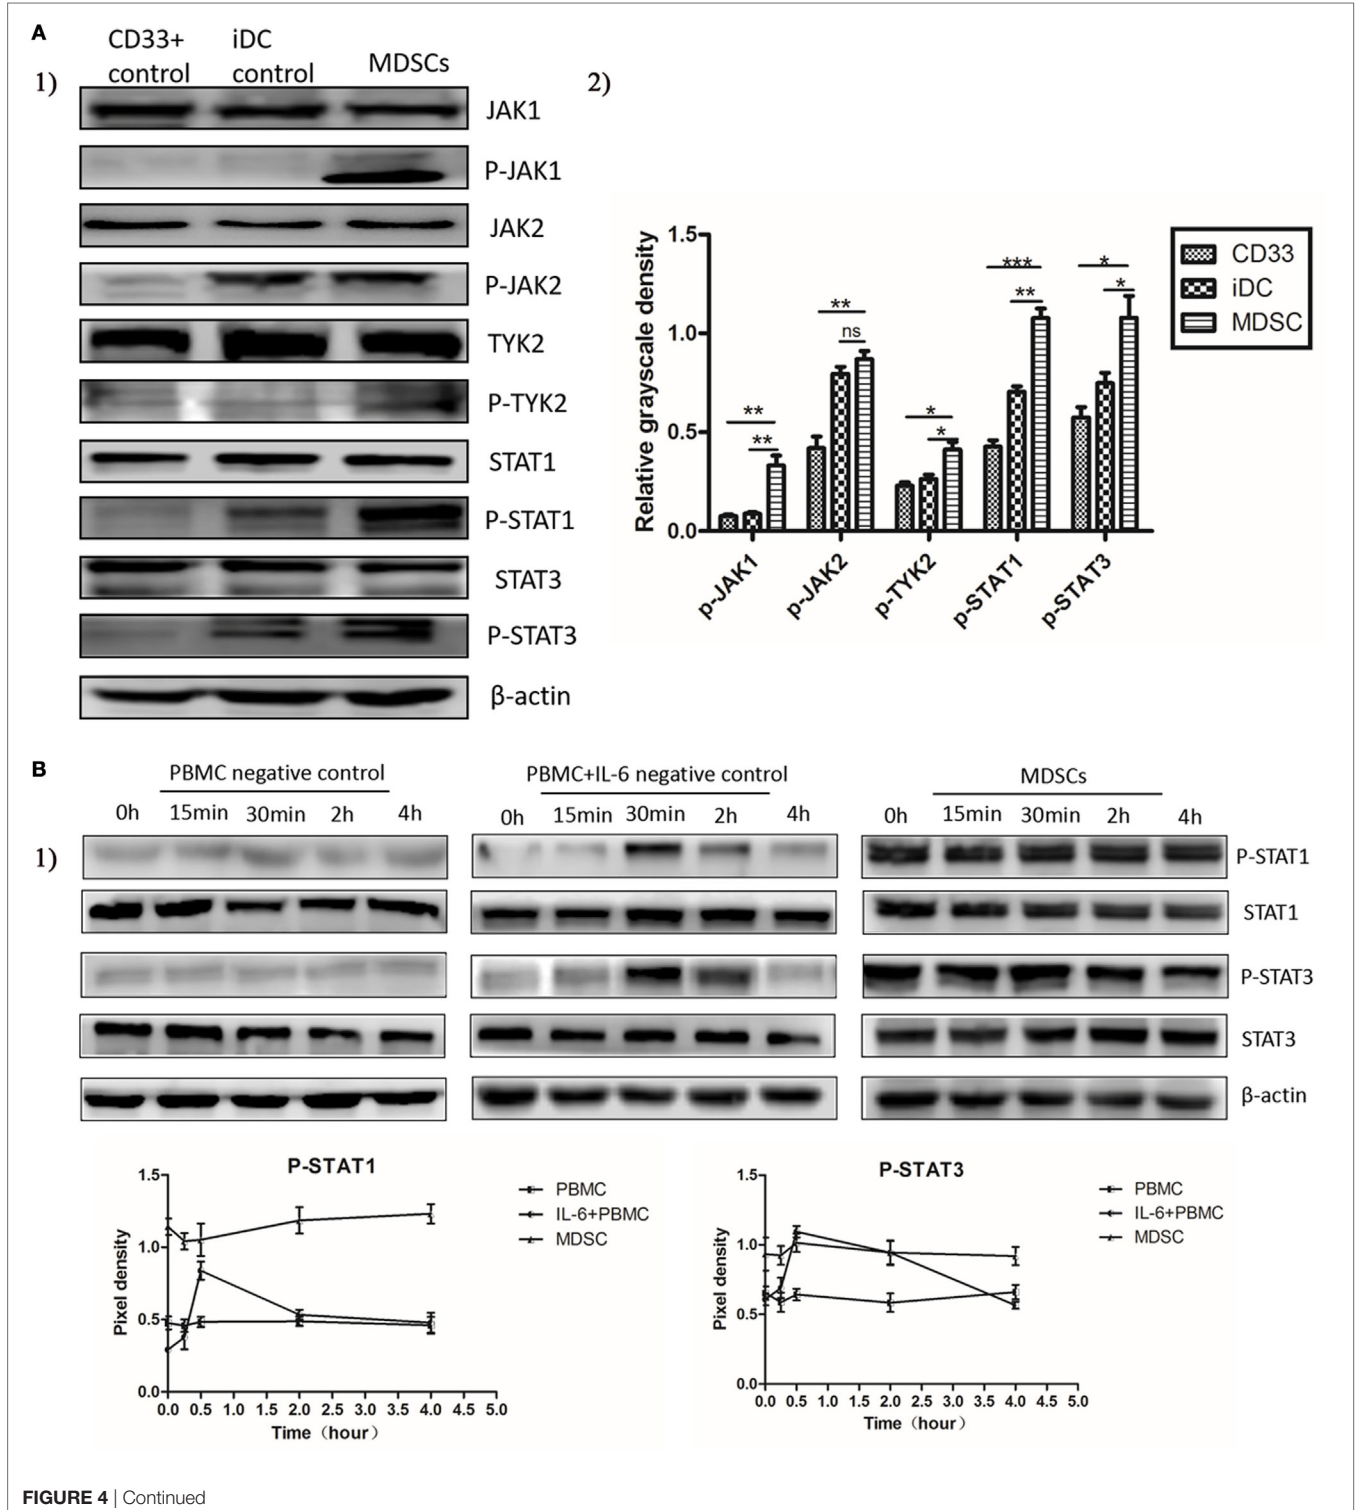 A
CD33+ control
iDC control
MDSCs
1)
JAK1
P-JAK1
JAK2
P-JAK2
TYK2
P-TYK2
STAT1
P-STAT1
STAT3
P-STAT3
β-actin
2)
Relative grayscale density
1.5
1.0
0.5
0.0
** ** ** ns * * *** ** * *
p-JAK1 p-JAK2 p-TYK2 p-STAT1 p-STAT3
CD33
iDC
MDSC
B
PBMC negative control
0h 15min 30min 2h 4h
PBMC+IL-6 negative control
0h 15min 30min 2h 4h
MDSCs
0h 15min 30min 2h 4h
1)
P-STAT1
STAT1
P-STAT3
STAT3
β-actin
P-STAT1
Pixel density
1.5
1.0
0.5
0.0
0.0 0.5 1.0 1.5 2.0 2.5 3.0 3.5 4.0 4.5 5.0
Time (hour)
PBMC
IL-6+PBMC
MDSC
P-STAT3
Pixel density
1.5
1.0
0.5
0.0
0.0 0.5 1.0 1.5 2.0 2.5 3.0 3.5 4.0 4.5 5.0
Time (hour)
PBMC
IL-6+PBMC
MDSC
FIGURE 4 | Continued